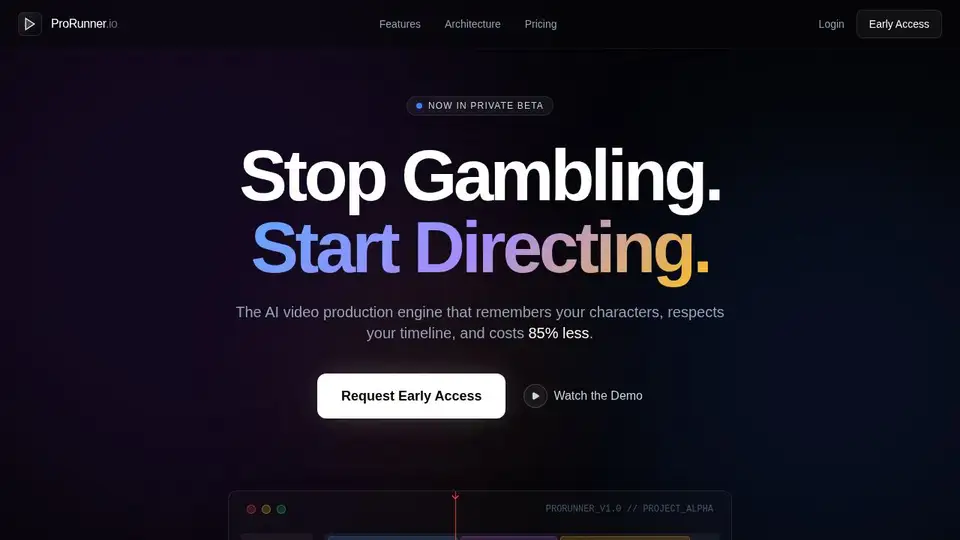 ProRunner.io
Features
Architecture
Pricing
Login
Early Access
NOW IN PRIVATE BETA
Stop Gambling.
Start Directing.
The AI video production engine that remembers your characters, respects
your timeline, and costs 85% less.
Request Early Access
Watch the Demo
PRORUNNER_V1.0 // PROJECT_ALPHA